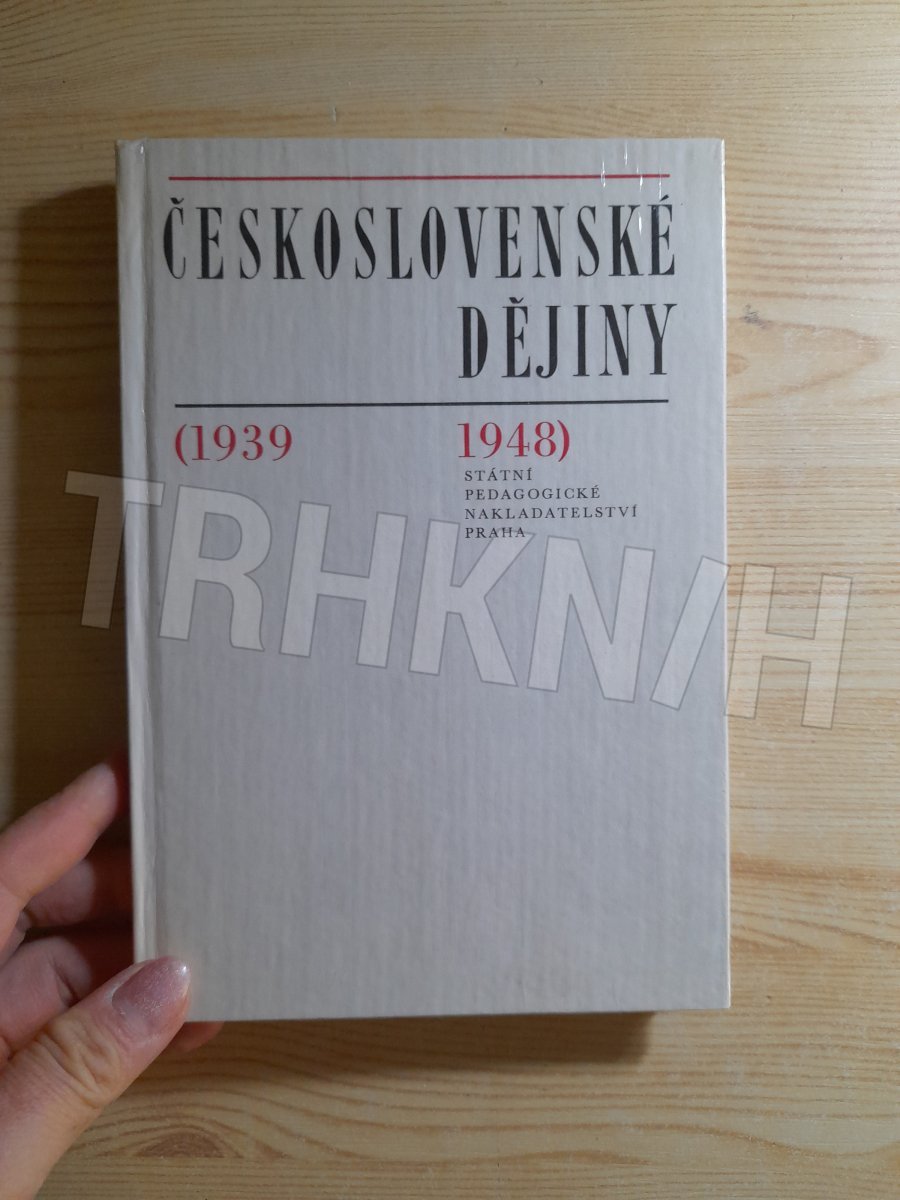 ČESKOSLOVENSKÉ
DĚJINY
(1939 1948)
STÁTNÍ
PEDAGOGICKÉ
NAKLADATELSTVÍ
PRAHA
TRHKNIH